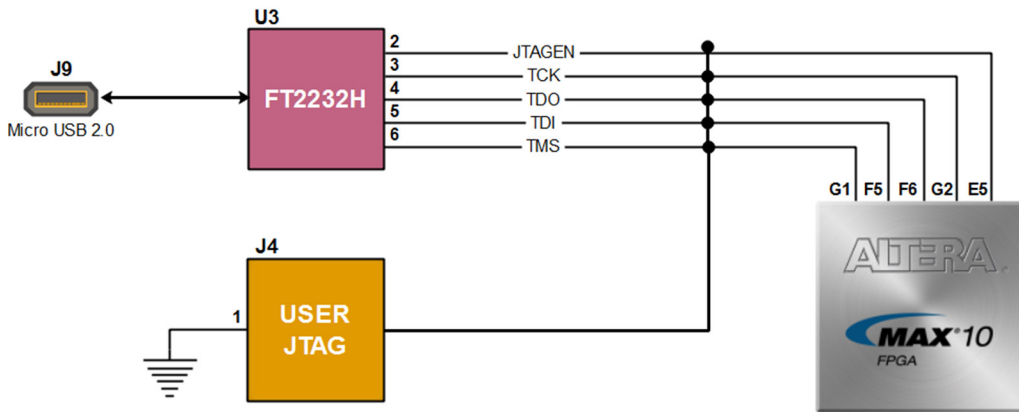 U3
J9
FT2232H
Micro USB 2.0
2 JTAGEN
3 TCK
4 TDO
5 TDI
6 TMS
G1 F5 F6 G2 E5
J4
1
USER
JTAG
ALTERA
MAX 10
FPGA